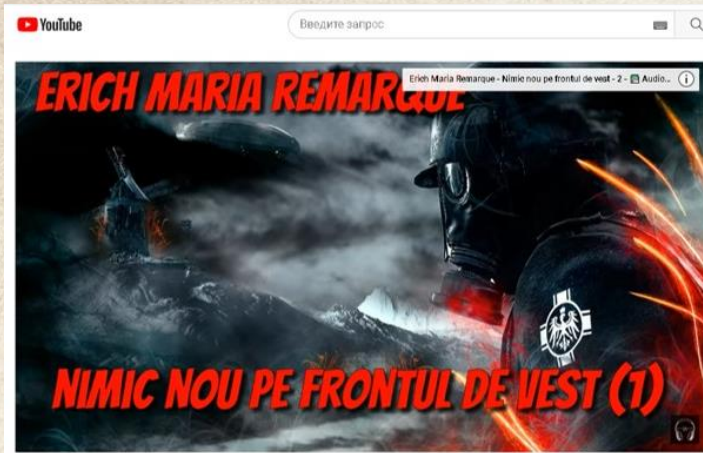 YouTube
Введите запрос
Erich Maria Remarque - Nimic nou pe frontul de vest - 2 - Audio...
ERICH MARIA REMARQUE
NIMIC NOU PE FRONTUL DE VEST (1)